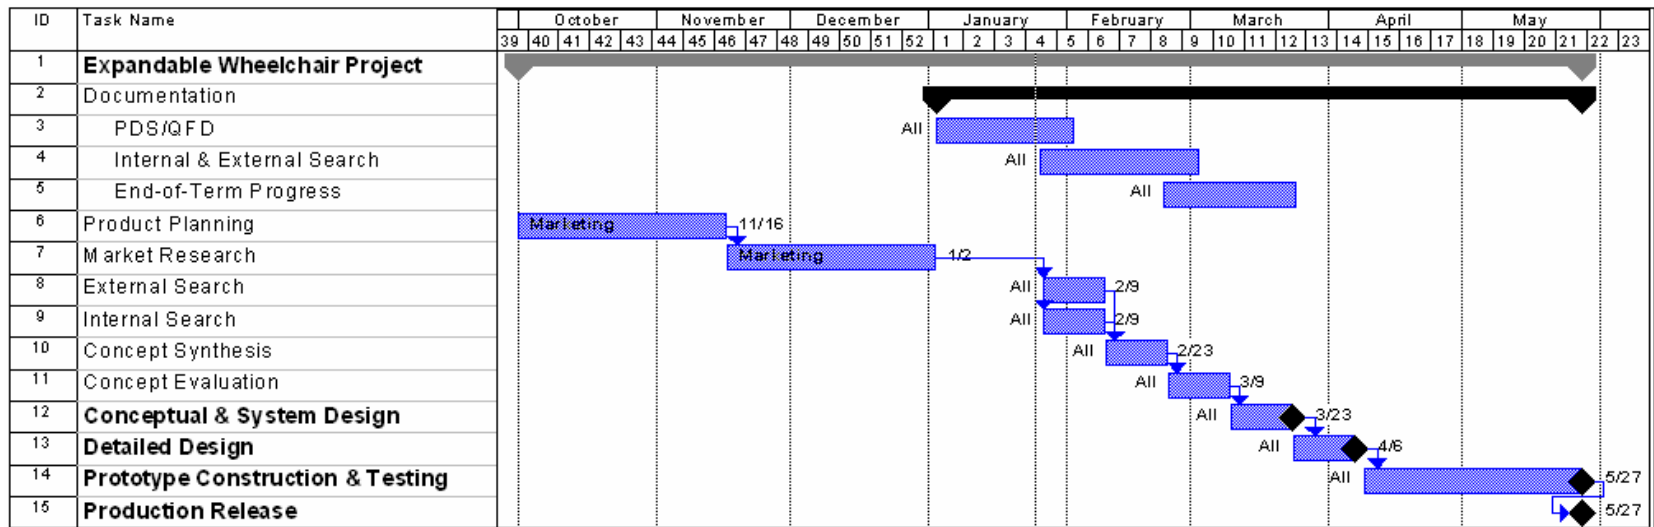 ID Task Name October November December January February March April May
39 40 41 42 43 44 45 46 47 48 49 50 51 52 1 2 3 4 5 6 7 8 9 10 11 12 13 14 15 16 17 18 19 20 21 22 23
1 Expandable Wheelchair Project
2 Documentation
3 PDS/QFD All
4 Internal & External Search All
5 End-of-Term Progress All
6 Product Planning Marketing 11/16
7 Market Research Marketing 1/2
8 External Search All 2/9
9 Internal Search All 2/9
10 Concept Synthesis All 2/23
11 Concept Evaluation All 3/9
12 Conceptual & System Design All 3/23
13 Detailed Design All 4/6
14 Prototype Construction & Testing All 5/27
15 Production Release 5/27